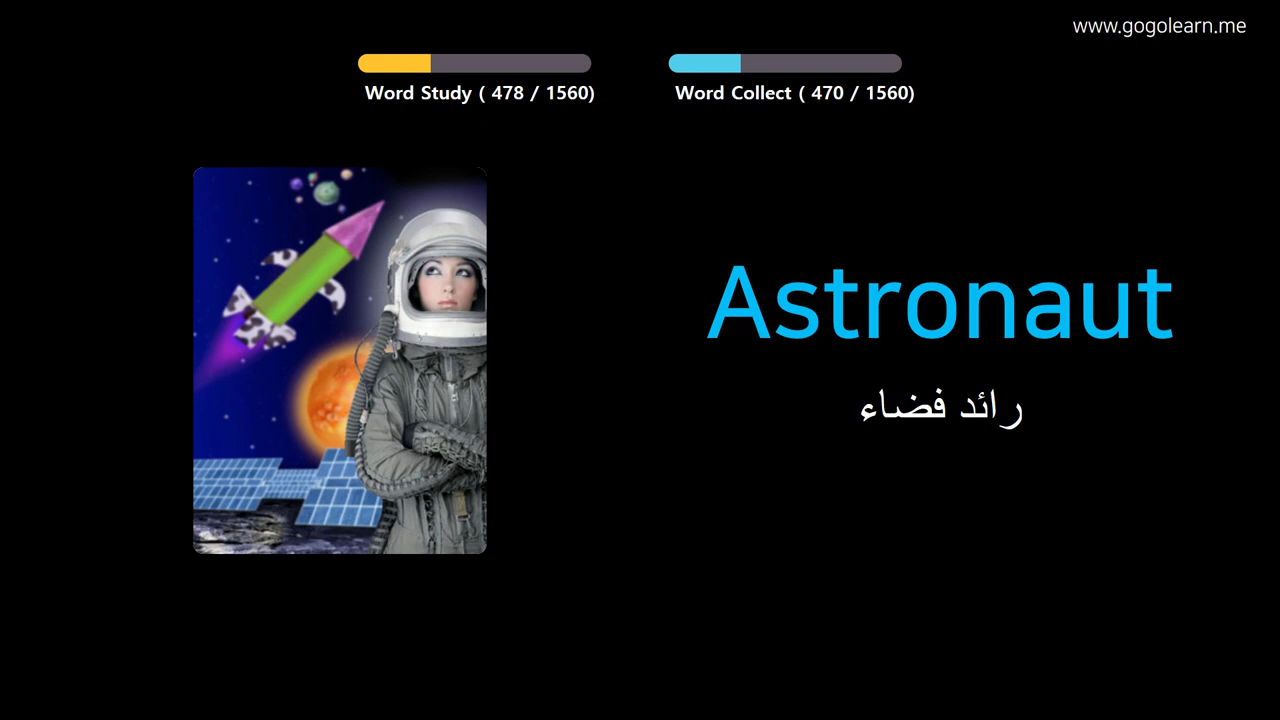 www.gogolearn.me
Word Study ( 478 / 1560)
Word Collect ( 470 / 1560)
Astronaut
رائد فضاء